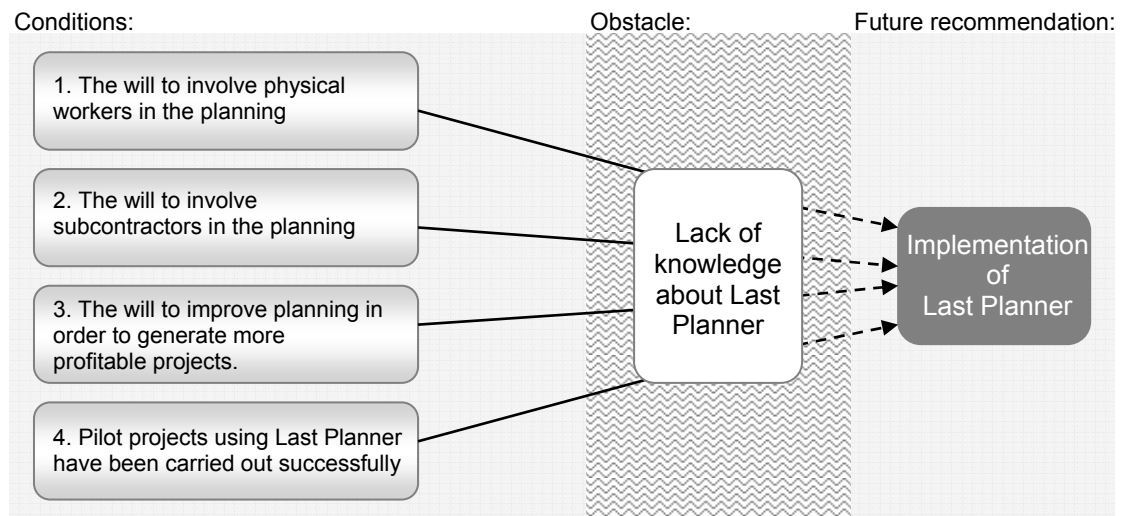 Conditions:
Obstacle:
Future recommendation:
1. The will to involve physical
workers in the planning
2. The will to involve
subcontractors in the planning
3. The will to improve planning in
order to generate more
profitable projects.
4. Pilot projects using Last Planner
have been carried out successfully
Lack of
knowledge
about Last
Planner
Implementation
of
Last Planner